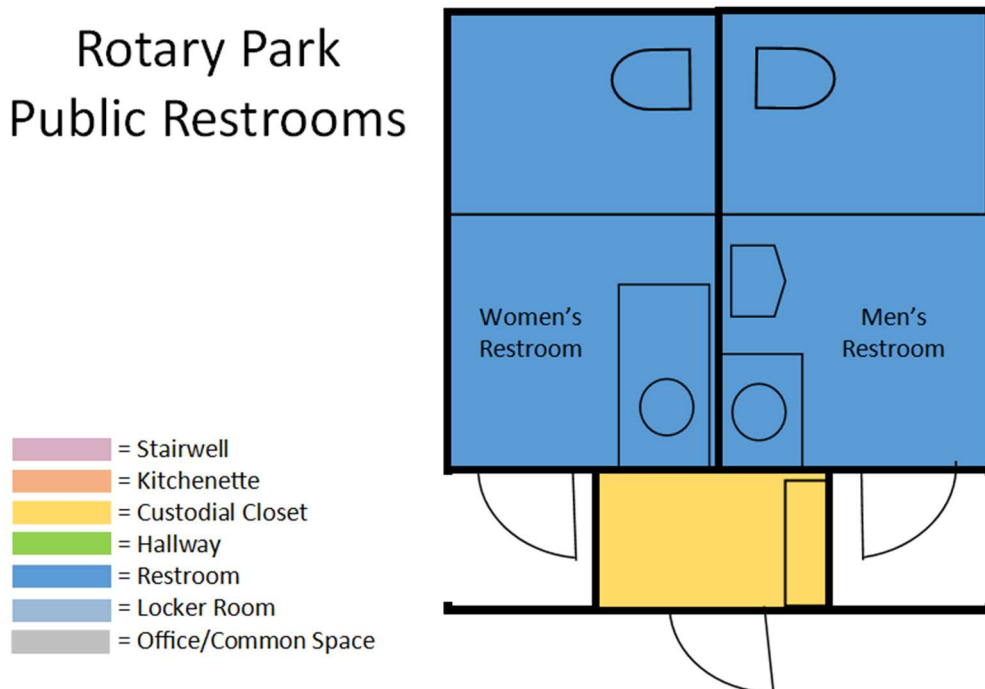 Rotary Park
Public Restrooms
Women's
Restroom
Men's
Restroom
= Stairwell
= Kitchenette
= Custodial Closet
= Hallway
= Restroom
= Locker Room
= Office/Common Space